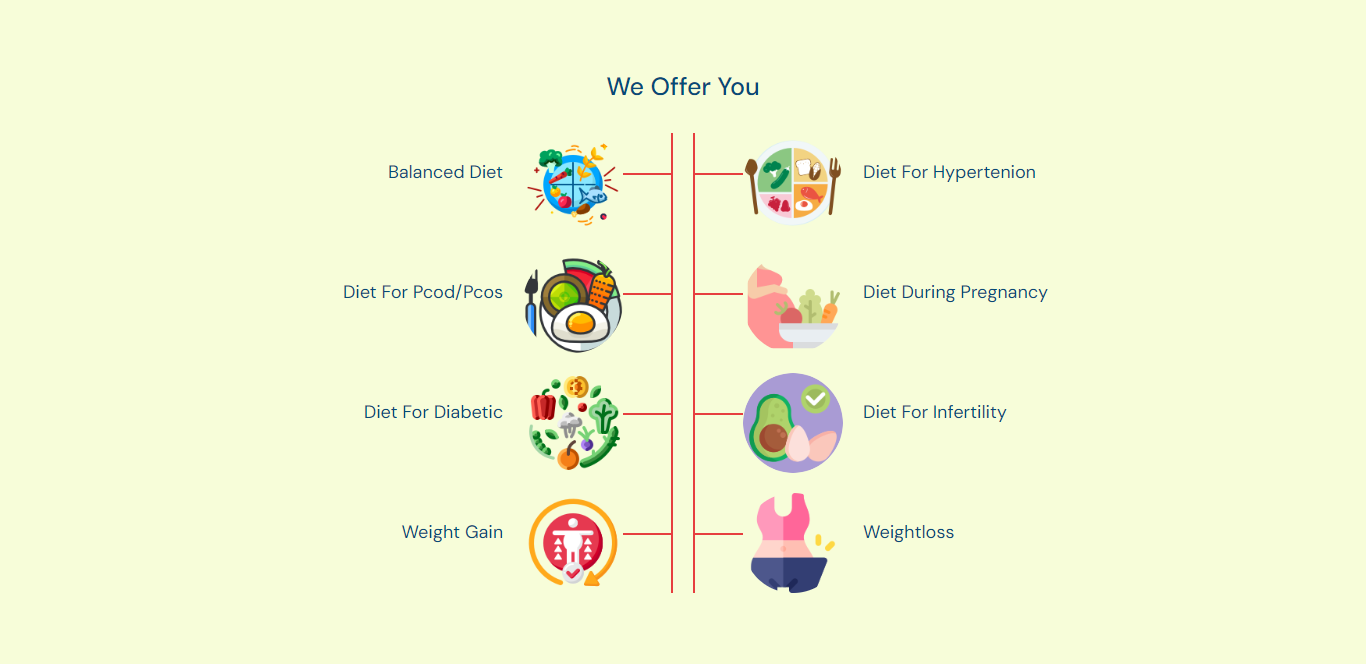 We Offer You
Balanced Diet
Diet For Hypertenion
Diet For Pcod/Pcos
Diet During Pregnancy
Diet For Diabetic
Diet For Infertility
Weight Gain
Weightloss